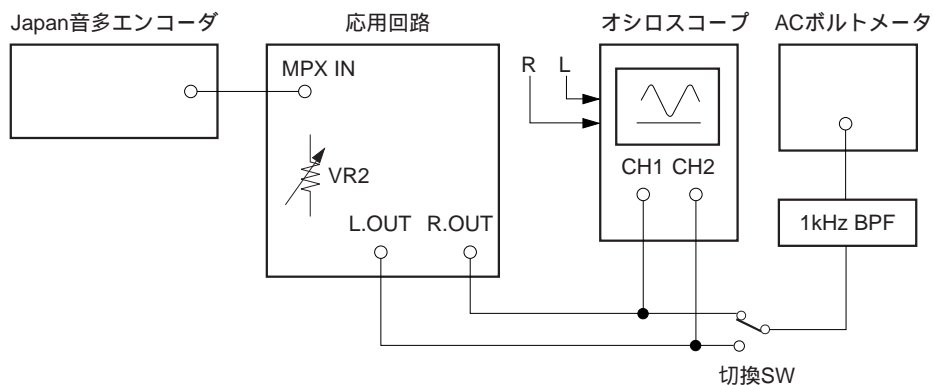 Japan音多エンコーダ
応用回路
オシロスコープ
ACボルトメータ
MPX IN
R L
VR2
CH1 CH2
L.OUT R.OUT
1kHz BPF
切換SW